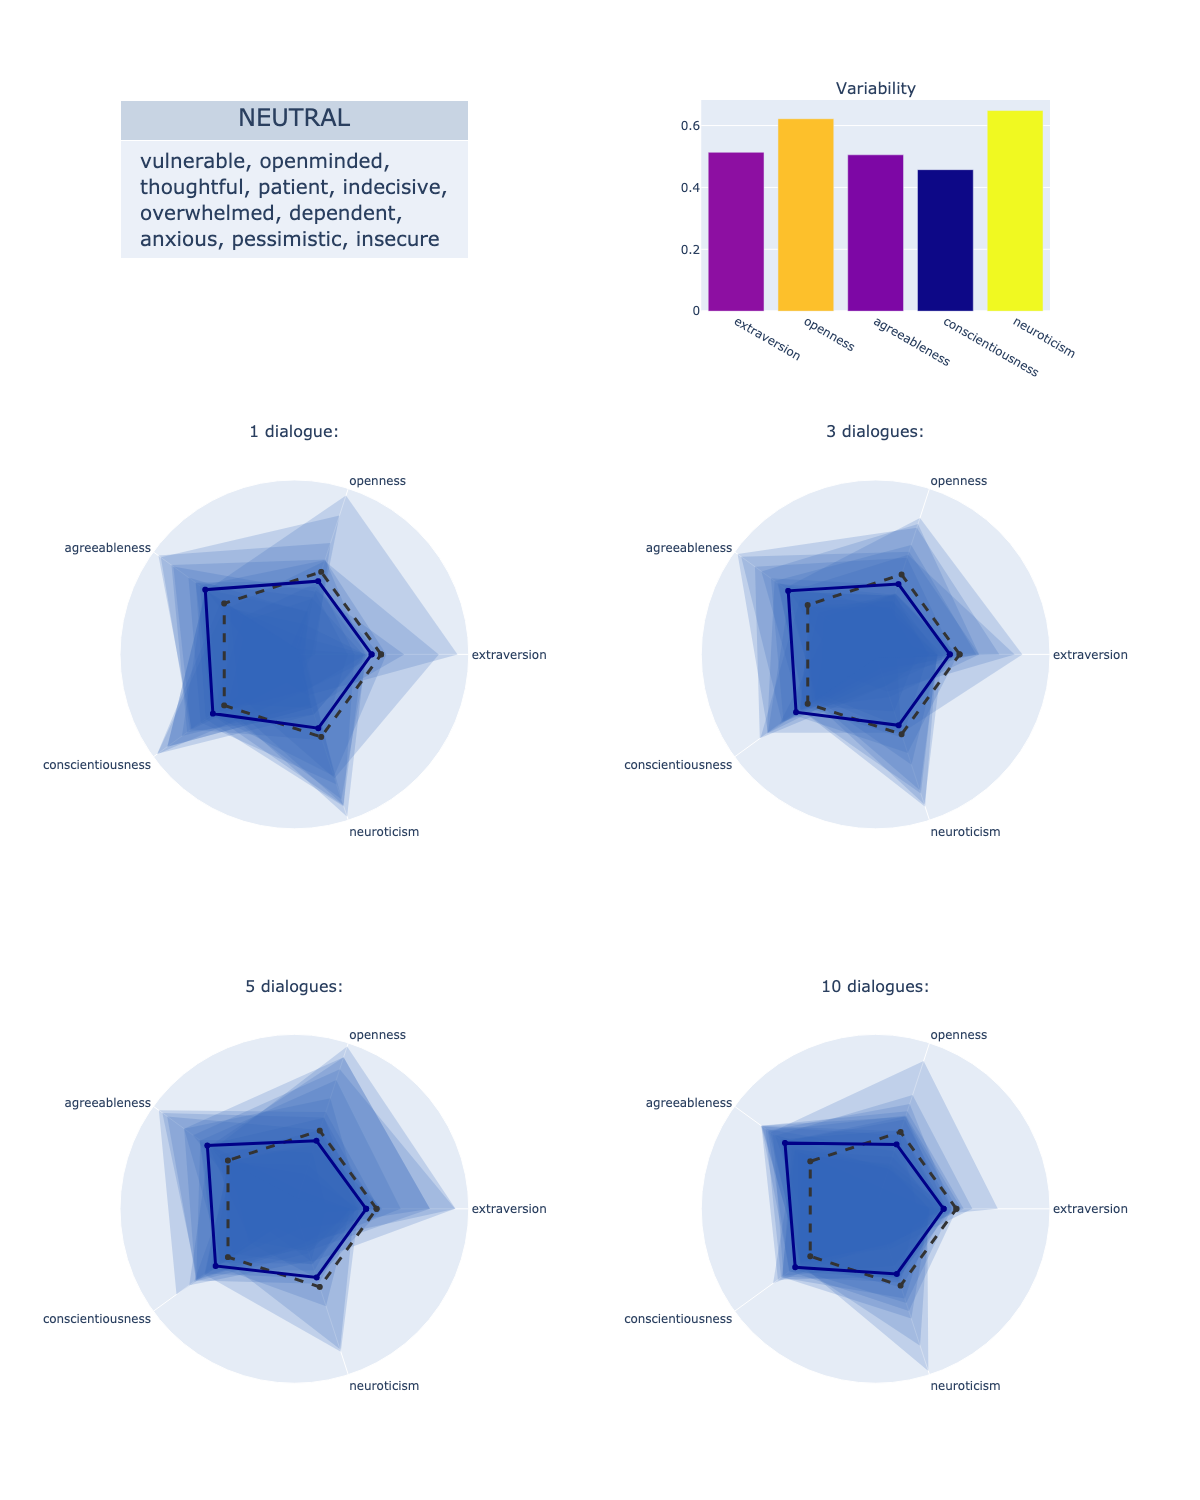 NEUTRAL
vulnerable, openminded,
thoughtful, patient, indecisive,
overwhelmed, dependent,
anxious, pessimistic, insecure
Variability
0.6
0.4
0.2
0
extraversion
openness
agreeableness
conscientiousness
neuroticism
1 dialogue:
openness
agreeableness
extraversion
conscientiousness
neuroticism
3 dialogues:
openness
agreeableness
extraversion
conscientiousness
neuroticism
5 dialogues:
openness
agreeableness
extraversion
conscientiousness
neuroticism
10 dialogues:
openness
agreeableness
extraversion
conscientiousness
neuroticism